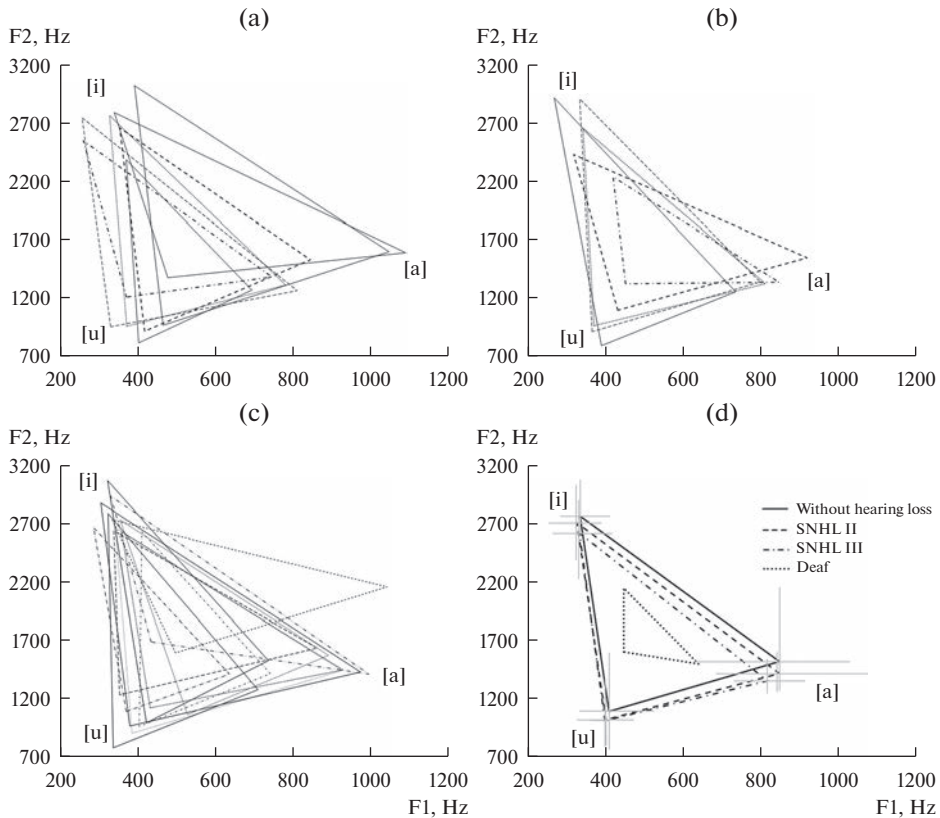 (a)
F2, Hz
3200
2700
2200
1700
1200
700
[i]
[a]
[u]
200 400 600 800 1000 1200
(b)
F2, Hz
3200
2700
2200
1700
1200
700
[i]
[a]
[u]
200 400 600 800 1000 1200
(c)
F2, Hz
3200
2700
2200
1700
1200
700
[i]
[a]
[u]
200 400 600 800 1000 1200
F1, Hz
(d)
F2, Hz
3200
2700
2200
1700
1200
700
[i]
Without hearing loss
SNHL II
SNHL III
Deaf
[a]
[u]
200 400 600 800 1000 1200
F1, Hz